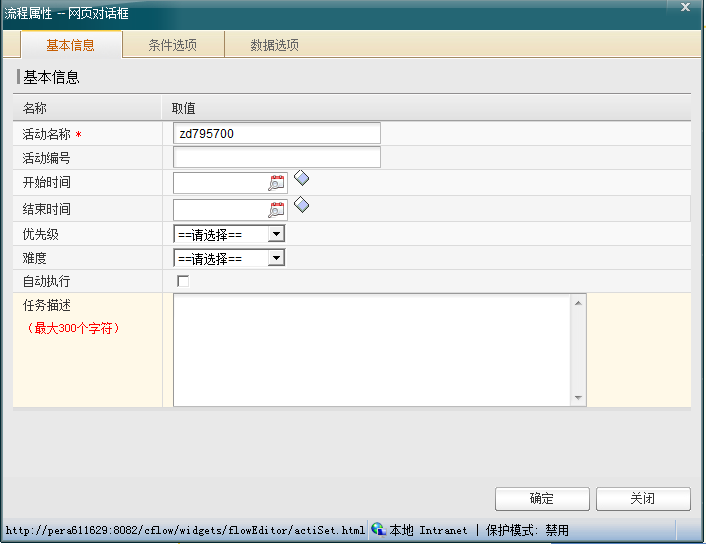 流程属性 -- 网页对话框
x
基本信息 条件选项 数据选项
基本信息
名称 取值
活动名称 * zd795700
活动编号
开始时间
结束时间
优先级 ==请选择==
难度 ==请选择==
自动执行
任务描述
（最大300个字符）
确定 关闭
http://pera611629:8082/cflow/widgets/flowEditor/actiSet.html 本地 Intranet | 保护模式: 禁用